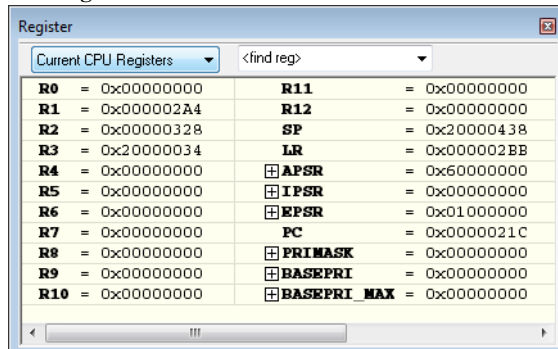 Register
Current CPU Registers <find reg>
R0 = 0x00000000 R11 = 0x00000000
R1 = 0x000002A4 R12 = 0x00000000
R2 = 0x00000328 SP = 0x20000438
R3 = 0x20000034 LR = 0x000002BB
R4 = 0x00000000 APSR = 0x60000000
R5 = 0x00000000 IPSR = 0x00000000
R6 = 0x00000000 EPSR = 0x01000000
R7 = 0x00000000 PC = 0x0000021C
R8 = 0x00000000 PRIMASK = 0x00000000
R9 = 0x00000000 BASEPRI = 0x00000000
R10 = 0x00000000 BASEPRI_MAX = 0x00000000